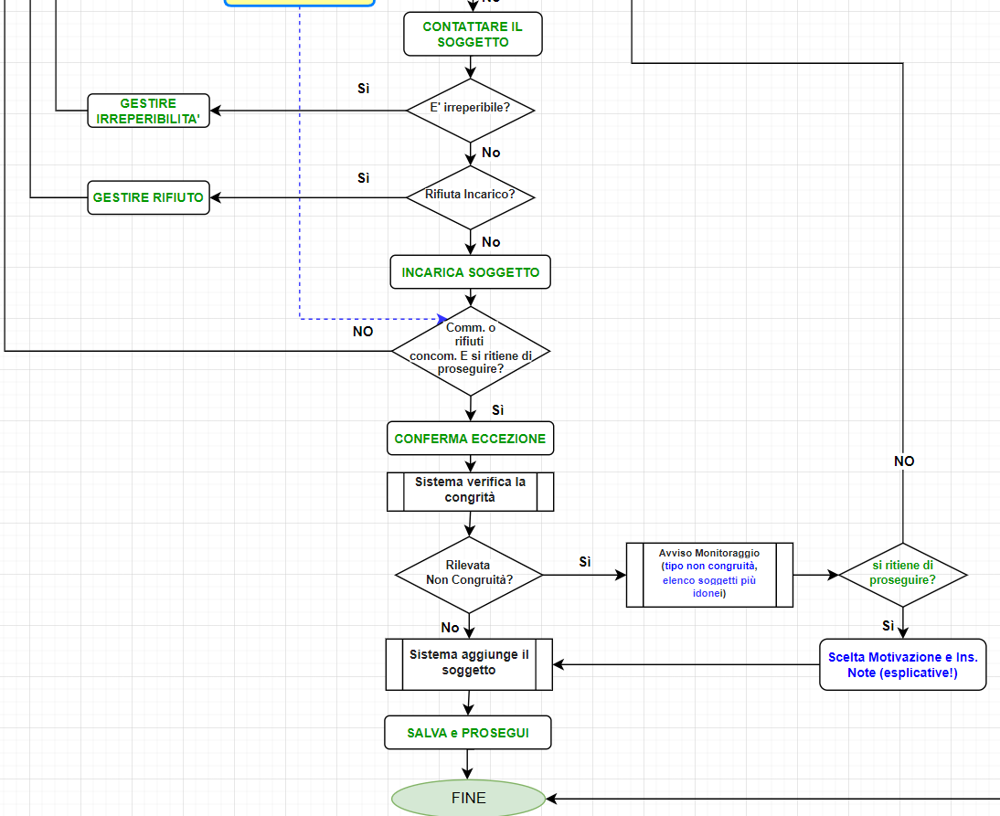 No
CONTATTARE IL
SOGGETTO
Sì
GESTIRE
IRREPERIBILITA'
E' irreperibile?
No
Sì
GESTIRE RIFIUTO
Rifiuta Incarico?
No
INCARICA SOGGETTO
NO
Comm. o
rifiuti
concom. E si ritiene di
proseguire?
Sì
CONFERMA ECCEZIONE
NO
Sistema verifica la
congrità
Rilevata
Non Congruità?
Sì
Avviso Monitoraggio
(tipo non congruità,
elenco soggetti più
idonei)
si ritiene di
proseguire?
No
Sì
Sistema aggiunge il
soggetto
Scelta Motivazione e Ins.
Note (esplicative!)
SALVA e PROSEGUI
FINE